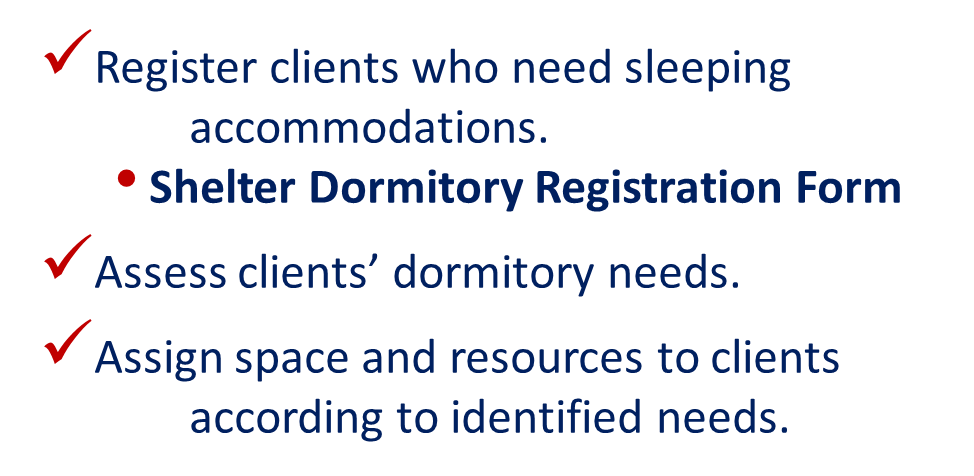 ✓ Register clients who need sleeping
accommodations.
• Shelter Dormitory Registration Form
✓ Assess clients’ dormitory needs.
✓ Assign space and resources to clients
according to identified needs.